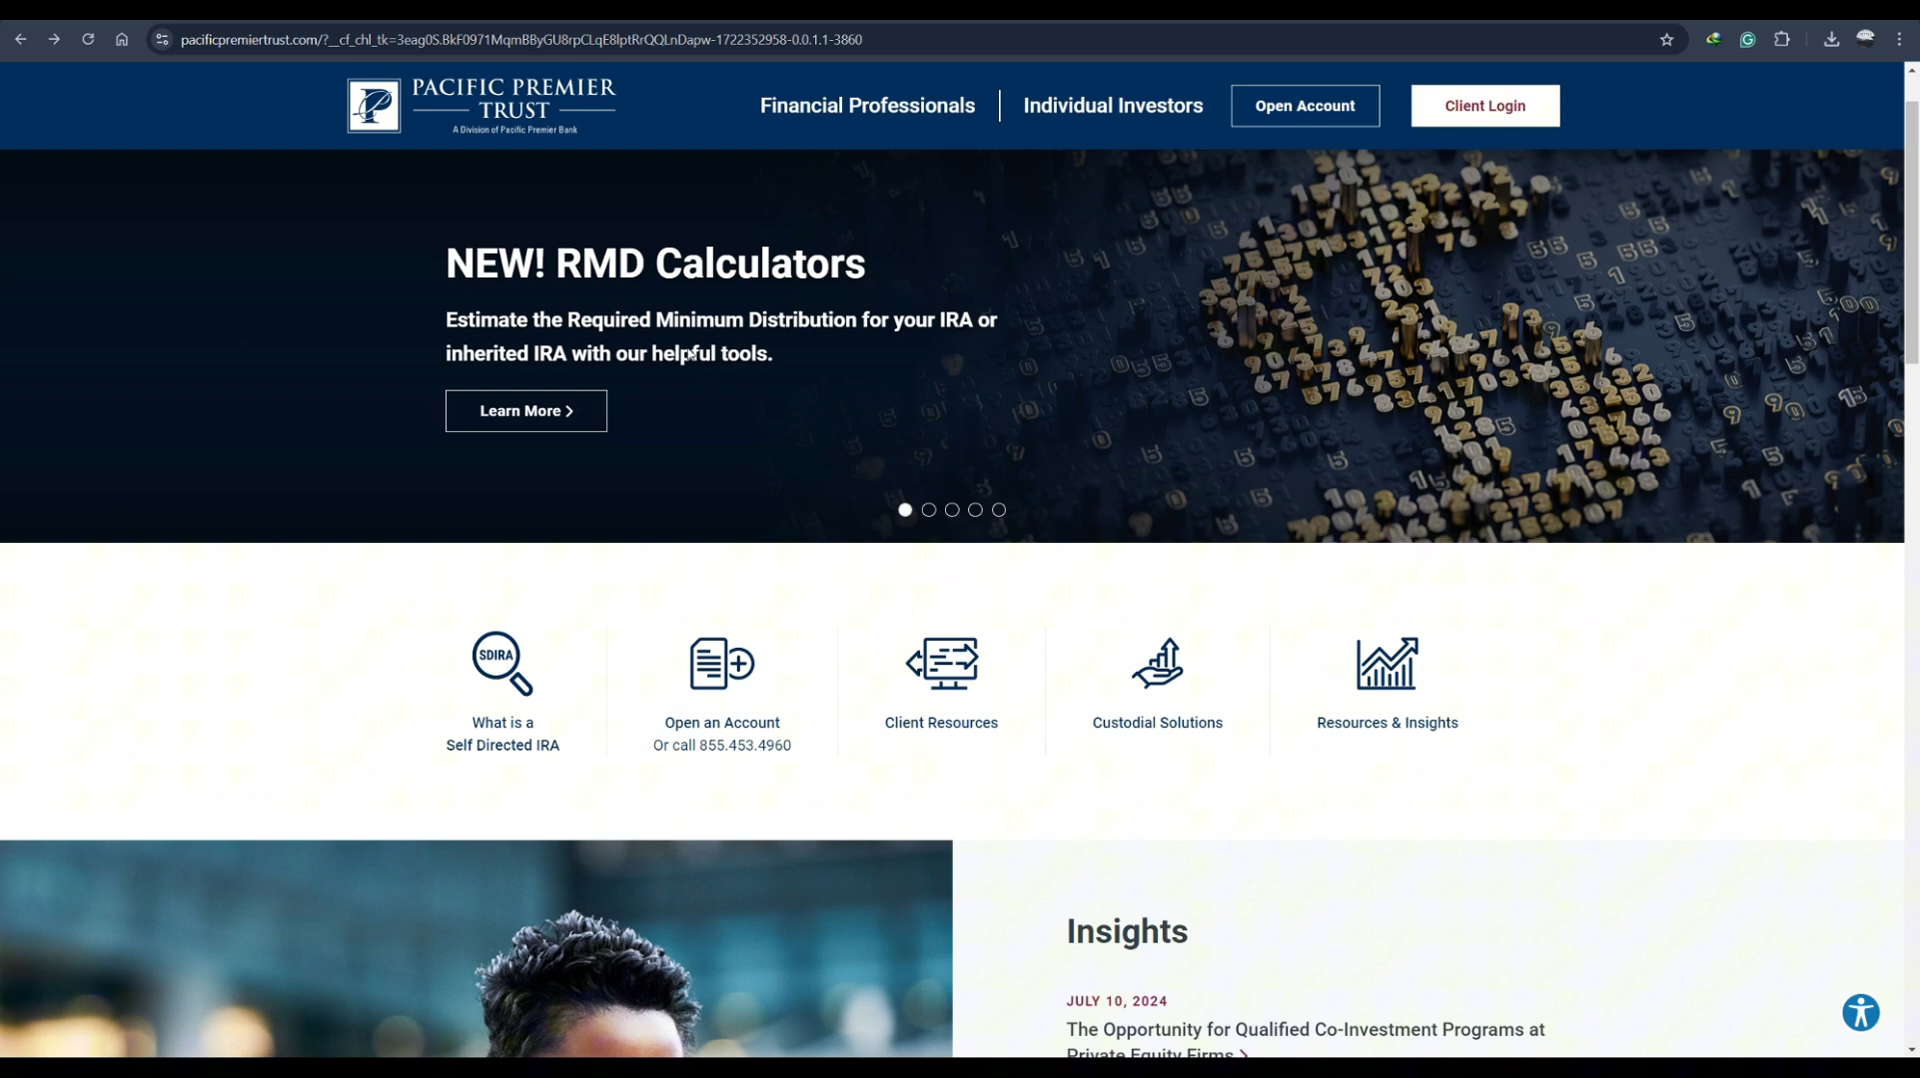 pacificpremiertrust.com/?__cf_chl_tk=3eag0S.BkF0971MqmBByGU8rpCLqE8lptRrQQLnDapw-1722352958-0.0.1.1-3860
PACIFIC PREMIER
TRUST
A Division of Pacific Premier Bank
Financial Professionals
Individual Investors
Open Account
Client Login
NEW! RMD Calculators
Estimate the Required Minimum Distribution for your IRA or
inherited IRA with our helpful tools.
Learn More
SDIRA
What is a
Self Directed IRA
Open an Account
Or call 855.453.4960
Client Resources
Custodial Solutions
Resources & Insights
Insights
JULY 10, 2024
The Opportunity for Qualified Co-Investment Programs at
Private Equity Firms